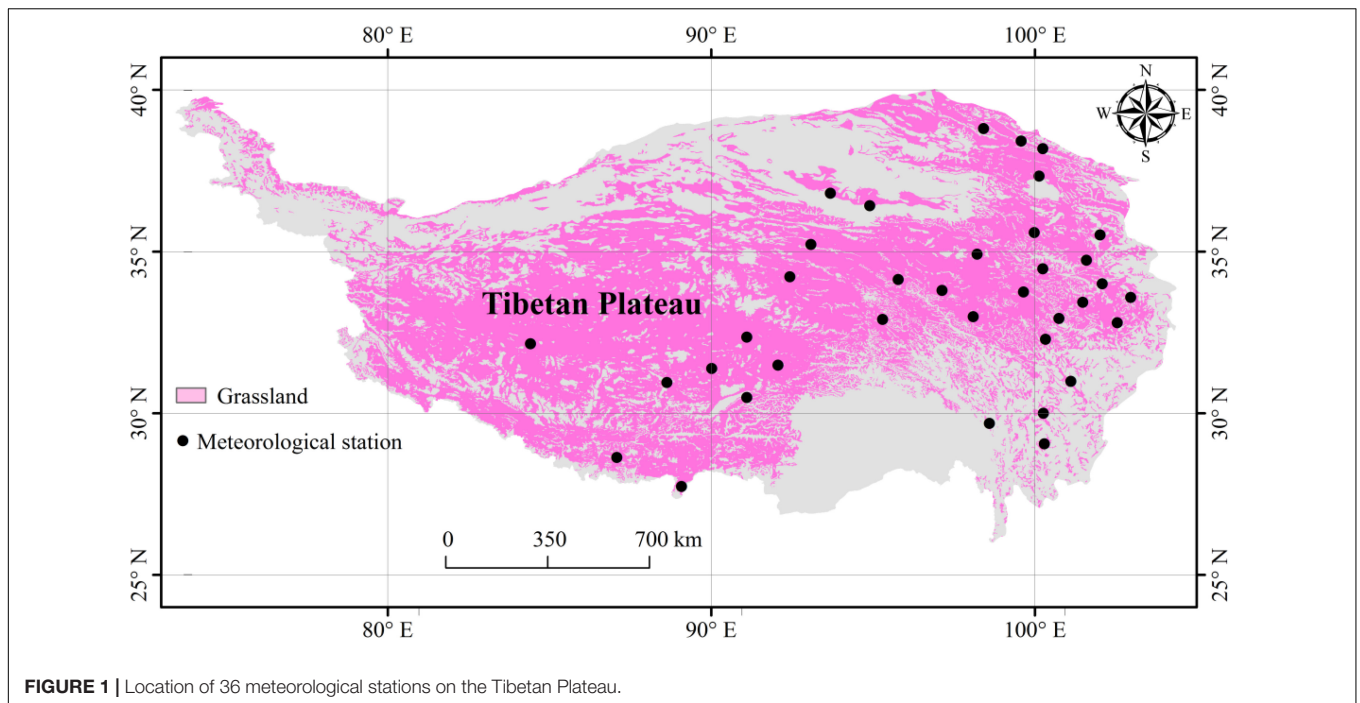 80° E 90° E 100° E
40° N 40° N
N
W E
S
35° N 35° N
Tibetan Plateau
Grassland
30° N 30° N
Meteorological station
0 350 700 km
25° N 25° N
80° E 90° E 100° E
FIGURE 1 | Location of 36 meteorological stations on the Tibetan Plateau.